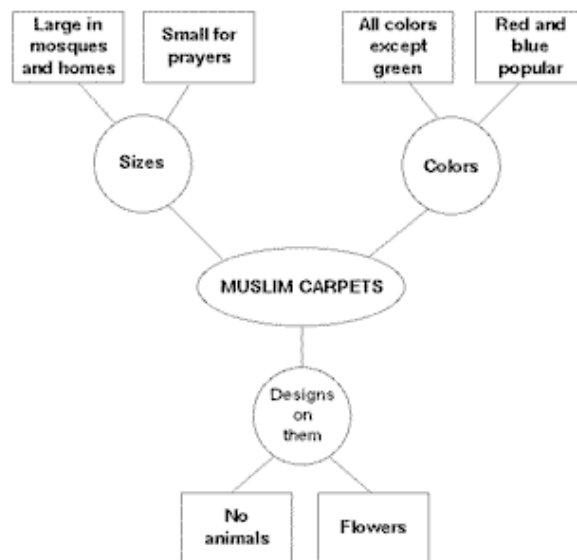 Large in
mosques
and homes
Small for
prayers
All colors
except
green
Red and
blue
popular
Sizes
Colors
MUSLIM CARPETS
Designs
on
them
No
animals
Flowers